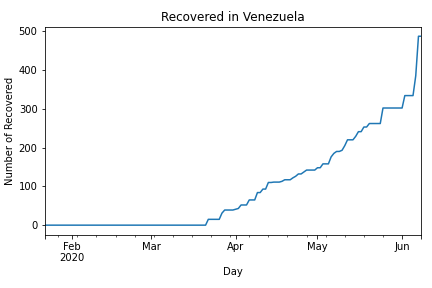 Recovered in Venezuela
Number of Recovered
500
400
300
200
100
0
Feb
2020
Mar
Apr
May
Jun
Day